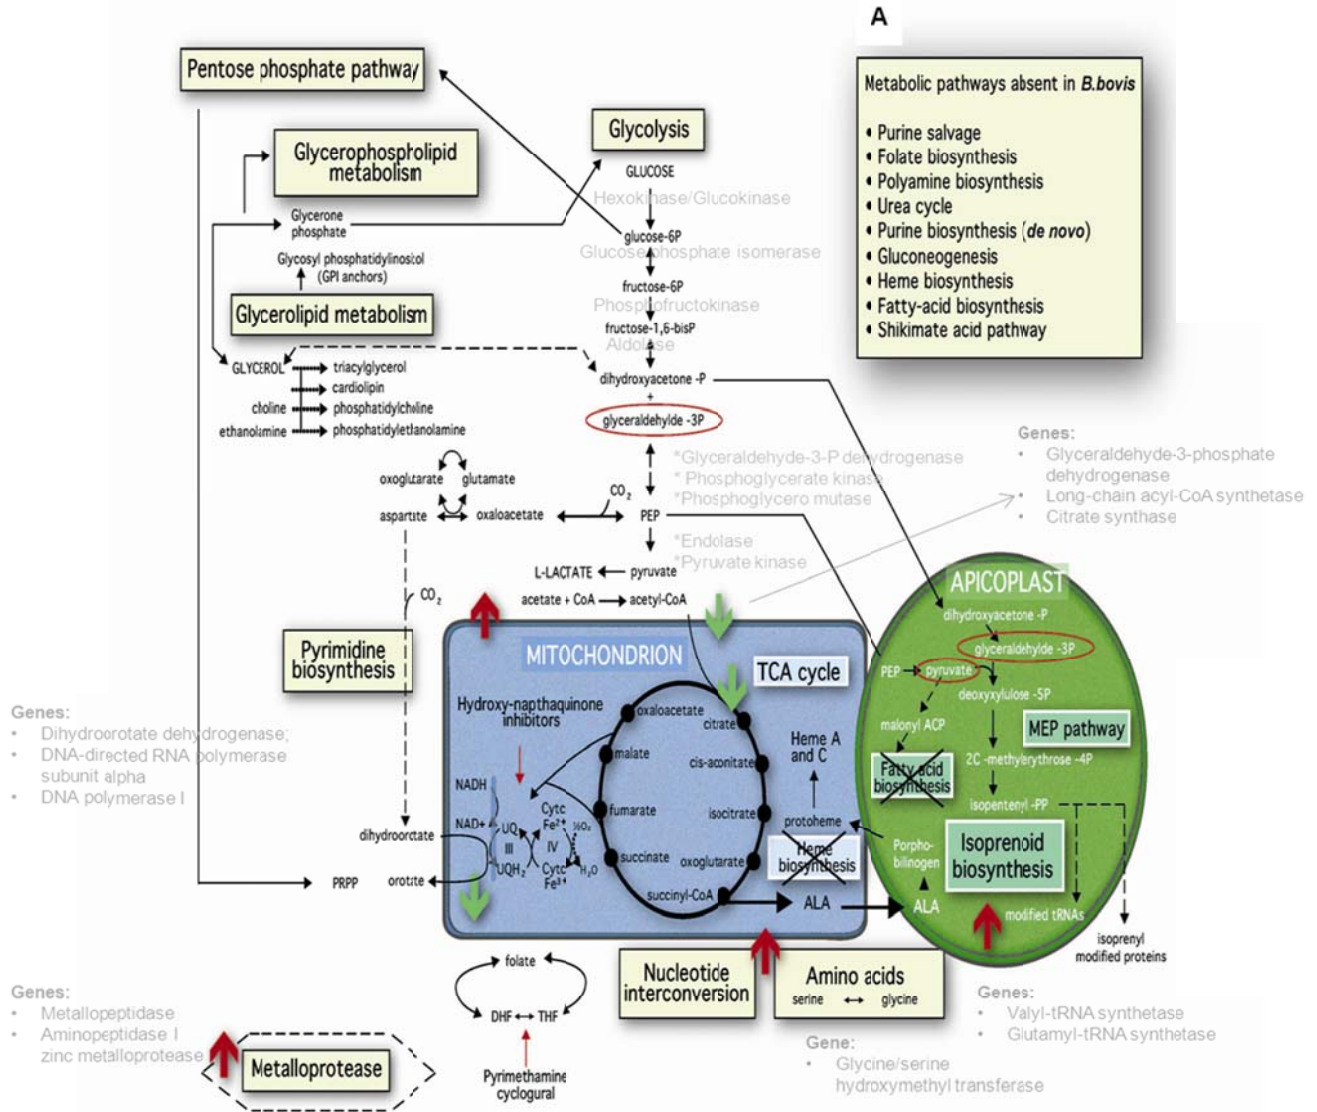 A
Pentose phosphate pathway
Metabolic pathways absent in B.bovis
• Purine salvage
• Folate biosynthesis
• Polyamine biosynthesis
• Urea cycle
• Purine biosynthesis (de novo)
• Gluconeogenesis
• Heme biosynthesis
• Fatty-acid biosynthesis
• Shikimate acid pathway
Glycolysis
Glycerophospholipid
metabolism
GLUCOSE
Hexokinase/Glucokinase
Glycerone
phosphate
glucose-6P
Glucose phosphate isomerase
Glycosyl phosphatidylinositol
(GPI anchors)
fructose-6P
Phosphofructokinase
Glycerolipid metabolism
fructose-1,6-bisP
Aldolase
GLYCEROL
triacylglycerol
cardiolipin
choline
phosphatidylcholine
ethanolamine
phosphatidyletlanolamine
dihydroxyacetone -P
+
glyceraldehylde -3P
*Glyceraldehyde-3-P dehydrogenase
* Phosphoglycerate kinase
*Phosphoglycero mutase
Genes:
• Glyceraldehyde-3-phosphate
dehydrogenase
• Long-chain acyl-CoA synthetase
• Citrate synthase
oxoglutarate
glutamate
aspartite
oxaloacetate
CO2
PEP
*Endolase
*Pyruvate kinase
L-LACTATE
pyruvate
acetate + CoA
acetyl-CoA
CO2
Pyrimidine
biosynthesis
MITOCHONDRION
TCA cycle
Hydroxy-napthaquinone
inhibitors
oxaloacetate
citrate
malate
cis-aconitate
fumarate
isocitrate
succinate
oxoglutarate
succinyl-CoA
Heme A
and C
protoheme
Heme
biosynthesis
ALA
NADH
NAD+
UQ
III
UQH2
Cytc
Fe2+
IV
Cytc
Fe3+
½O2
H2O
APICOPLAST
dihydroxyacetone -P
glyceraldehylde -3P
PEP
pyruvate
deoxyxylulose -5P
malonyl ACP
MEP pathway
Fatty acid
biosynthesis
2C -methylerythrose -4P
isopentenyl -PP
Porpho-
bilinogen
Isoprenoid
biosynthesis
ALA
modified tRNAs
isoprenyl
modified proteins
Genes:
• Dihydroorotate dehydrogenase;
• DNA-directed RNA polymerase
subunit alpha
• DNA polymerase I
dihydroorctate
PRPP
orotite
folate
DHF
THF
Pyrimethamine
cyclogural
Nucleotide
interconversion
Amino acids
serine
glycine
Genes:
• Valyl-tRNA synthetase
• Glutamyl-tRNA synthetase
Gene:
• Glycine/serine
hydroxymethyl transferase
Genes:
• Metallopeptidase
• Aminopeptidase I
zinc metalloprotease
Metalloprotease